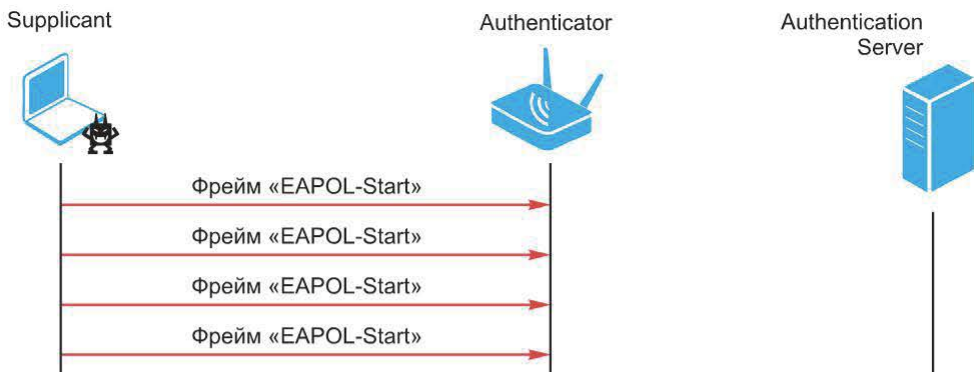 Supplicant
Authenticator
Authentication
Server
Фрейм «EAPOL-Start»
Фрейм «EAPOL-Start»
Фрейм «EAPOL-Start»
Фрейм «EAPOL-Start»